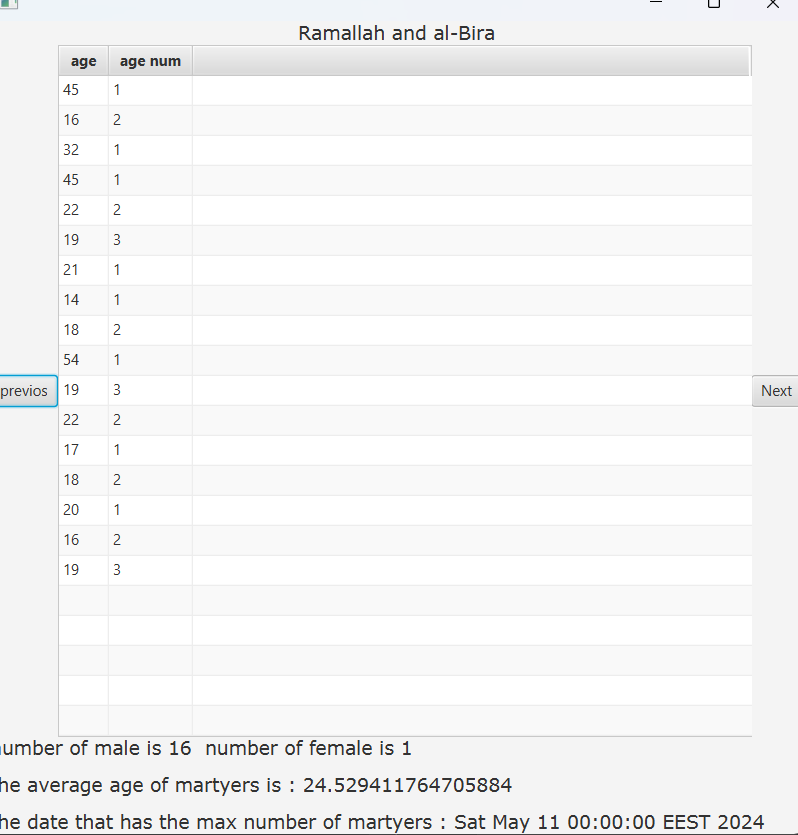 Ramallah and al-Bira
age age num
45 1
16 2
32 1
45 1
22 2
19 3
21 1
14 1
18 2
54 1
previos 19 3 Next
22 2
17 1
18 2
20 1
16 2
19 3
umber of male is 16 number of female is 1
he average age of martyers is : 24.529411764705884
he date that has the max number of martyers : Sat May 11 00:00:00 EEST 2024